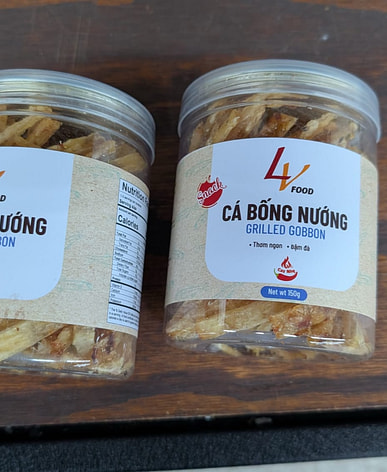 D
NƯỚNG
BON
Nutrition
Calories
LV
FOOD
Snack
CÁ BỐNG NƯỚNG
GRILLED GOBBON
• Thơm ngon • Đậm đà
Cay Nhẹ
Net wt 150g